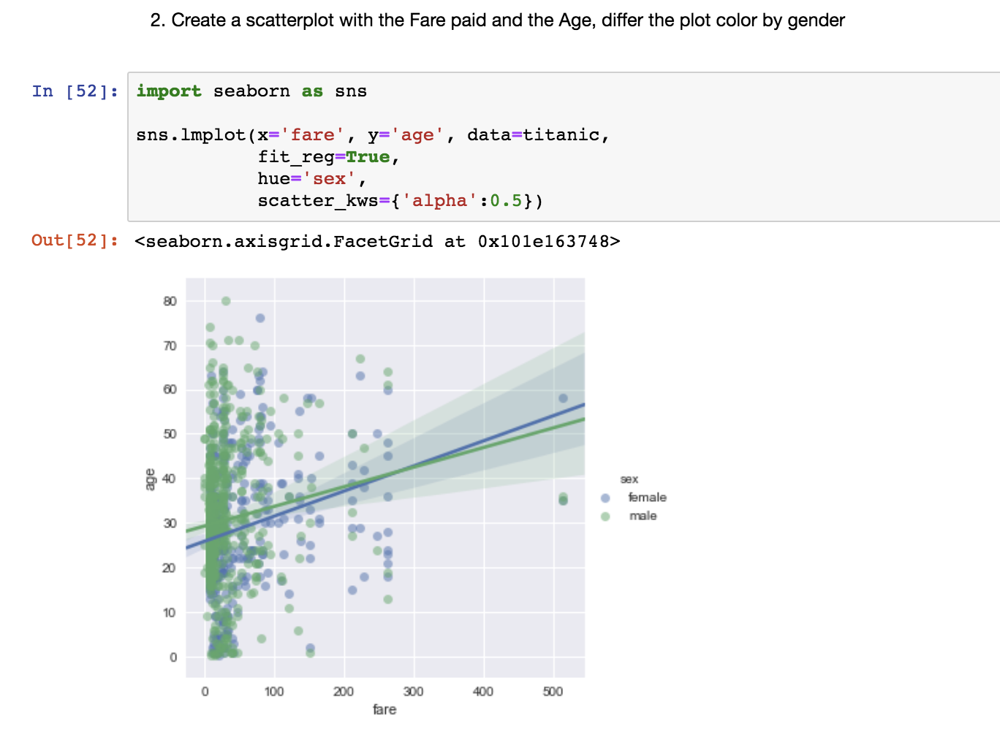 2. Create a scatterplot with the Fare paid and the Age, differ the plot color by gender
In [52]:
import seaborn as sns
sns.lmplot(x='fare', y='age', data=titanic,
fit_reg=True,
hue='sex',
scatter_kws={'alpha':0.5})
Out[52]: <seaborn.axisgrid.FacetGrid at 0x101e163748>
80
70
60
50
40
30
20
10
0
age
0 100 200 300 400 500
fare
sex
female
male